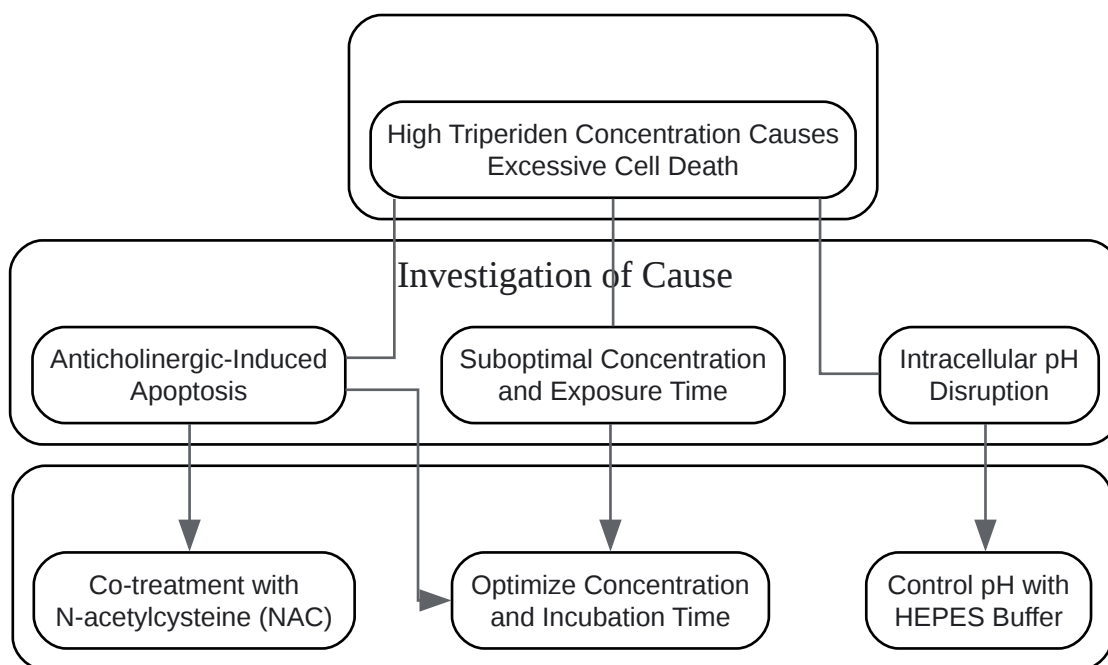 High Triperiden Concentration Causes
Excessive Cell Death
Investigation of Cause
Anticholinergic-Induced
Apoptosis
Suboptimal Concentration
and Exposure Time
Intracellular pH
Disruption
Co-treatment with
N-acetylcysteine (NAC)
Optimize Concentration
and Incubation Time
Control pH with
HEPES Buffer